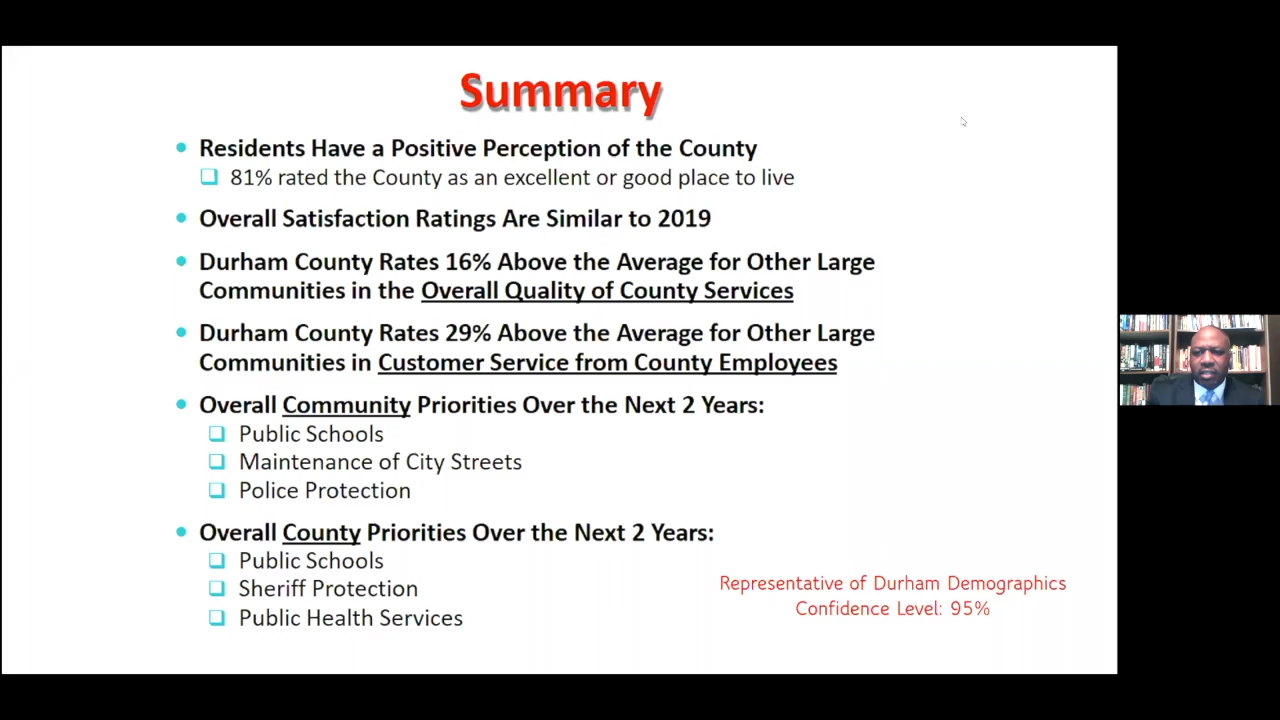 Summary
Residents Have a Positive Perception of the County
81% rated the County as an excellent or good place to live
Overall Satisfaction Ratings Are Similar to 2019
Durham County Rates 16% Above the Average for Other Large
Communities in the Overall Quality of County Services
Durham County Rates 29% Above the Average for Other Large
Communities in Customer Service from County Employees
Overall Community Priorities Over the Next 2 Years:
Public Schools
Maintenance of City Streets
Police Protection
Overall County Priorities Over the Next 2 Years:
Public Schools
Sheriff Protection
Public Health Services
Representative of Durham Demographics
Confidence Level: 95%